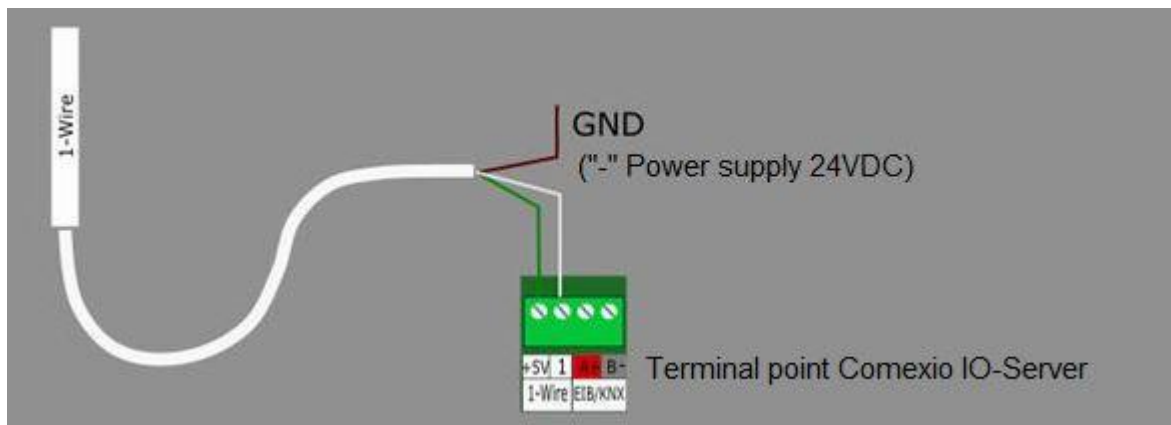 1-Wire
GND
("-" Power supply 24VDC)
+5V 1 A+ B-
1-Wire EIB/KNX
Terminal point Comexio IO-Server